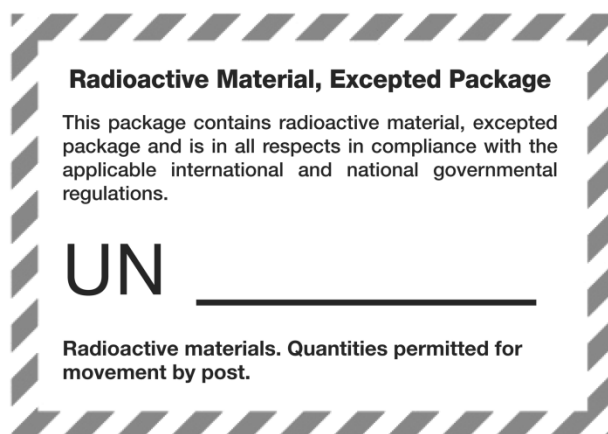 Radioactive Material, Excepted Package
This package contains radioactive material, excepted
package and is in all respects in compliance with the
applicable international and national governmental
regulations.
UN
Radioactive materials. Quantities permitted for
movement by post.